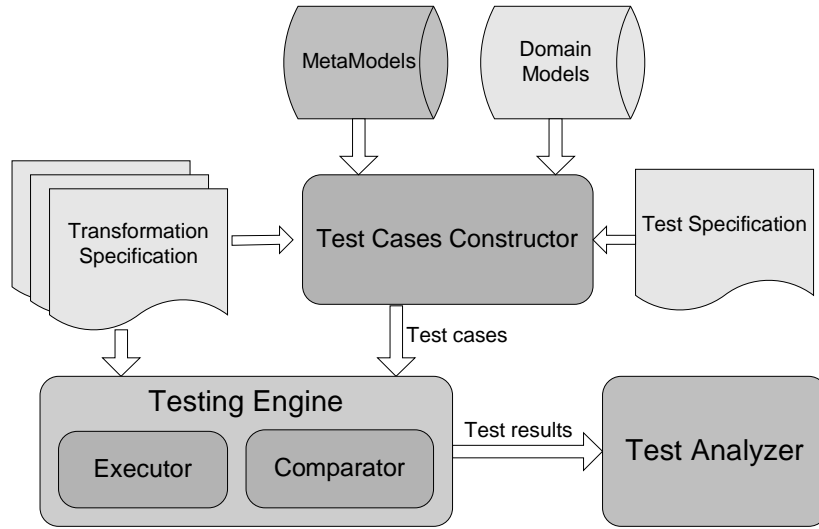 MetaModels
Domain
Models
Transformation
Specification
Test Cases Constructor
Test Specification
Test cases
Testing Engine
Executor
Comparator
Test results
Test Analyzer